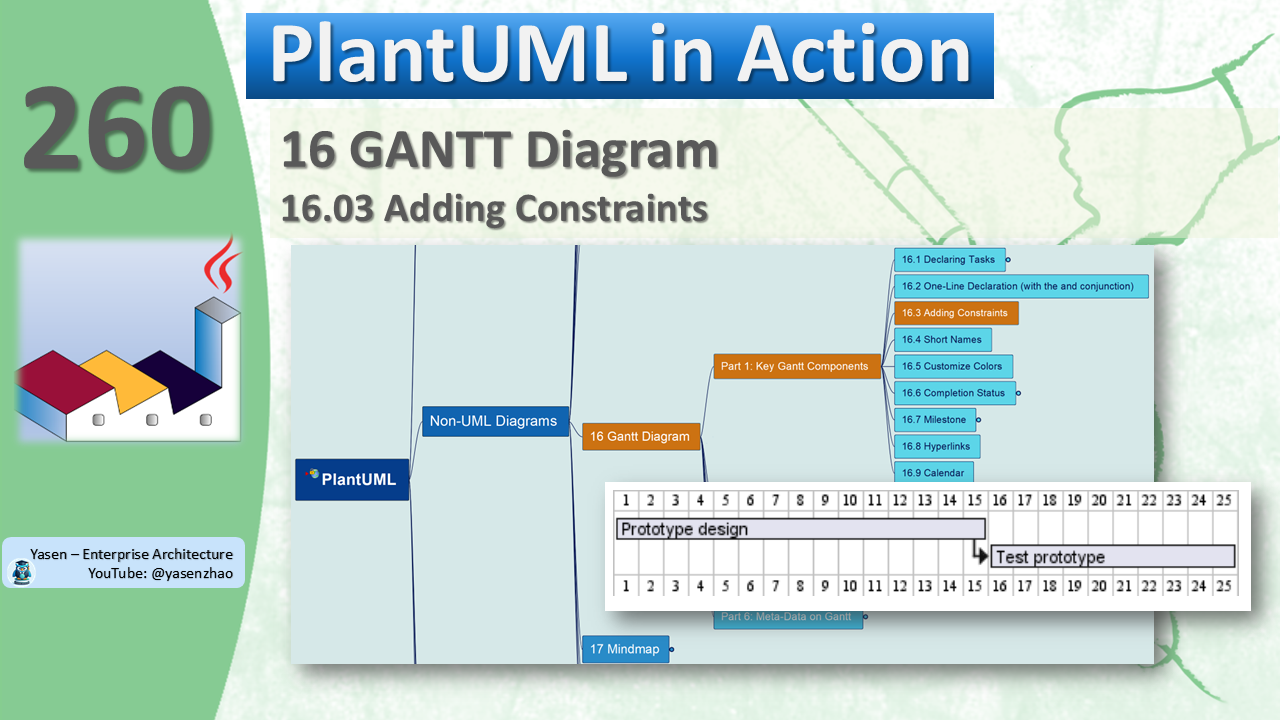 PlantUML in Action
260
16 GANTT Diagram
16.03 Adding Constraints
16.1 Declaring Tasks
16.2 One-Line Declaration (with the and conjunction)
16.3 Adding Constraints
16.4 Short Names
Part 1: Key Gantt Components
16.5 Customize Colors
16.6 Completion Status
16.7 Milestone
16.8 Hyperlinks
16.9 Calendar
Non-UML Diagrams
16 Gantt Diagram
PlantUML
1 2 3 4 5 6 7 8 9 10 11 12 13 14 15 16 17 18 19 20 21 22 23 24 25
Prototype design
Test prototype
1 2 3 4 5 6 7 8 9 10 11 12 13 14 15 16 17 18 19 20 21 22 23 24 25
Part 6: Meta-Data on Gantt
17 Mindmap
Yasen – Enterprise Architecture
YouTube: @yasenzhao